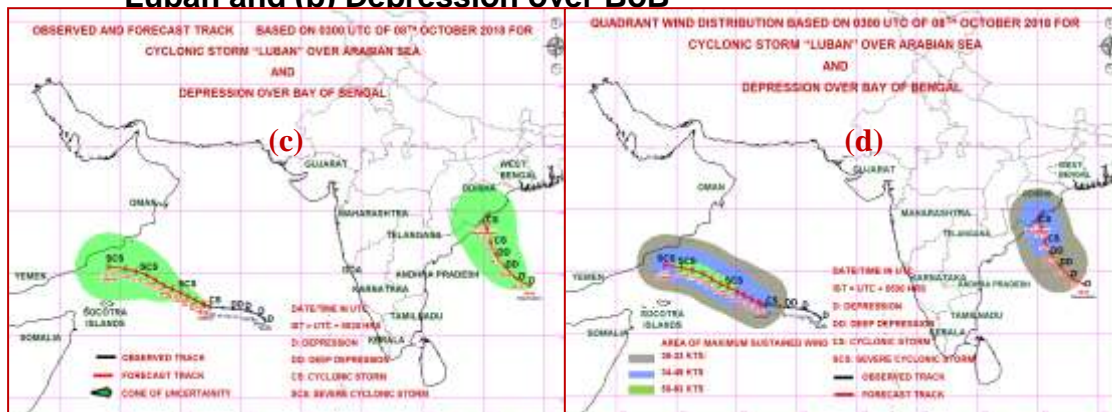 Luban and (b) Depression over BoB
OBSERVED AND FORECAST TRACK BASED ON 0300 UTC OF 08TH OCTOBER 2018 FOR
CYCLONIC STORM "LUBAN" OVER ARABIAN SEA
AND
DEPRESSION OVER BAY OF BENGAL
(c)
GUJARAT
WEST
BENGAL
ODISHA
OMAN
MAHARASHTRA
TELANGANA
CS
CS
DD
DD
D
D
SCS
SCS
SCS
CS
DD
D
D
YEMEN
GOA
ANDHRA PRADESH
KARNATAKA
SOCOTRA
ISLANDS
TAMILNADU
KERALA
SOMALIA
DATE/TIME IN UTC
IST = UTC + 0530 HRS
D: DEPRESSION
DD: DEEP DEPRESSION
CS: CYCLONIC STORM
SCS: SEVERE CYCLONIC STORM
OBSERVED TRACK
FORECAST TRACK
CONE OF UNCERTAINTY
QUADRANT WIND DISTRIBUTION BASED ON 0300 UTC OF 08TH OCTOBER 2018 FOR
CYCLONIC STORM "LUBAN" OVER ARABIAN SEA
AND
DEPRESSION OVER BAY OF BENGAL
(d)
GUJARAT
WEST
BENGAL
ODISHA
OMAN
MAHARASHTRA
TELANGANA
CS
CS
DD
DD
D
SCS
SCS
SCS
CS
DD
D
D
YEMEN
KARNATAKA
ANDHRA PRADESH
SOCOTRA
ISLANDS
TAMILNADU
KERALA
SOMALIA
DATE/TIME IN UTC
IST = UTC + 0530 HRS
D: DEPRESSION
DD: DEEP DEPRESSION
CS: CYCLONIC STORM
SCS: SEVERE CYCLONIC STORM
OBSERVED TRACK
FORECAST TRACK
AREA OF MAXIMUM SUSTAINED WIND
KTS
KTS
KTS